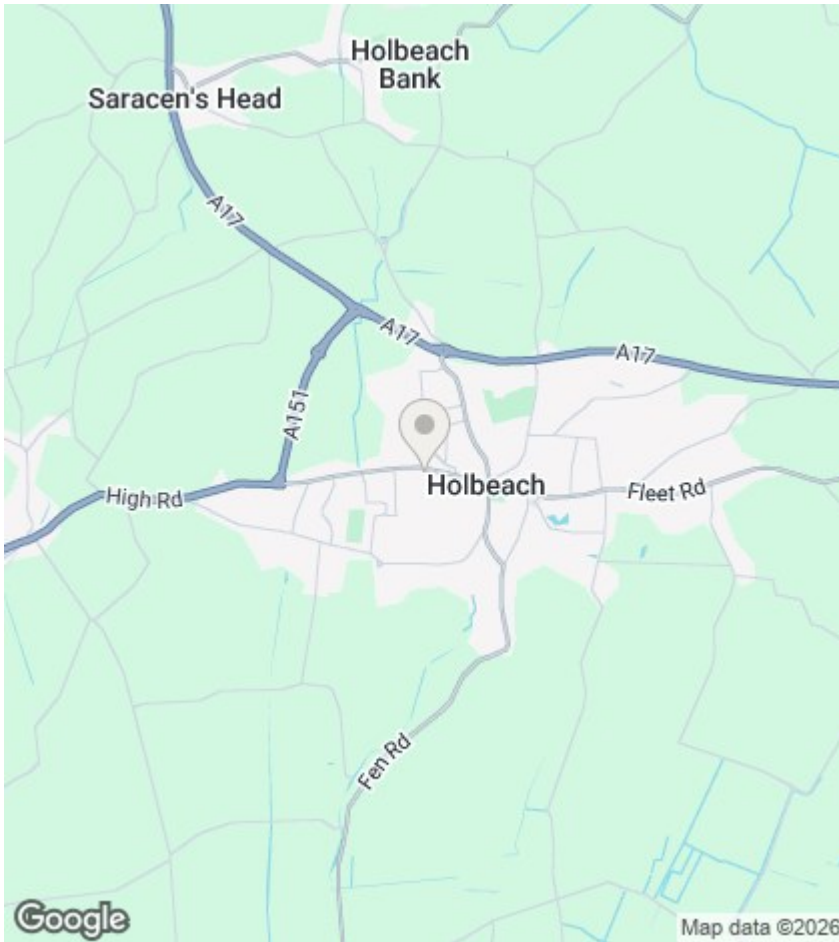 Holbeach
Bank
Saracen's Head
A17
A17
A17
A151
High Rd
Holbeach
Fleet Rd
Fen Rd
Google
Map data ©2026